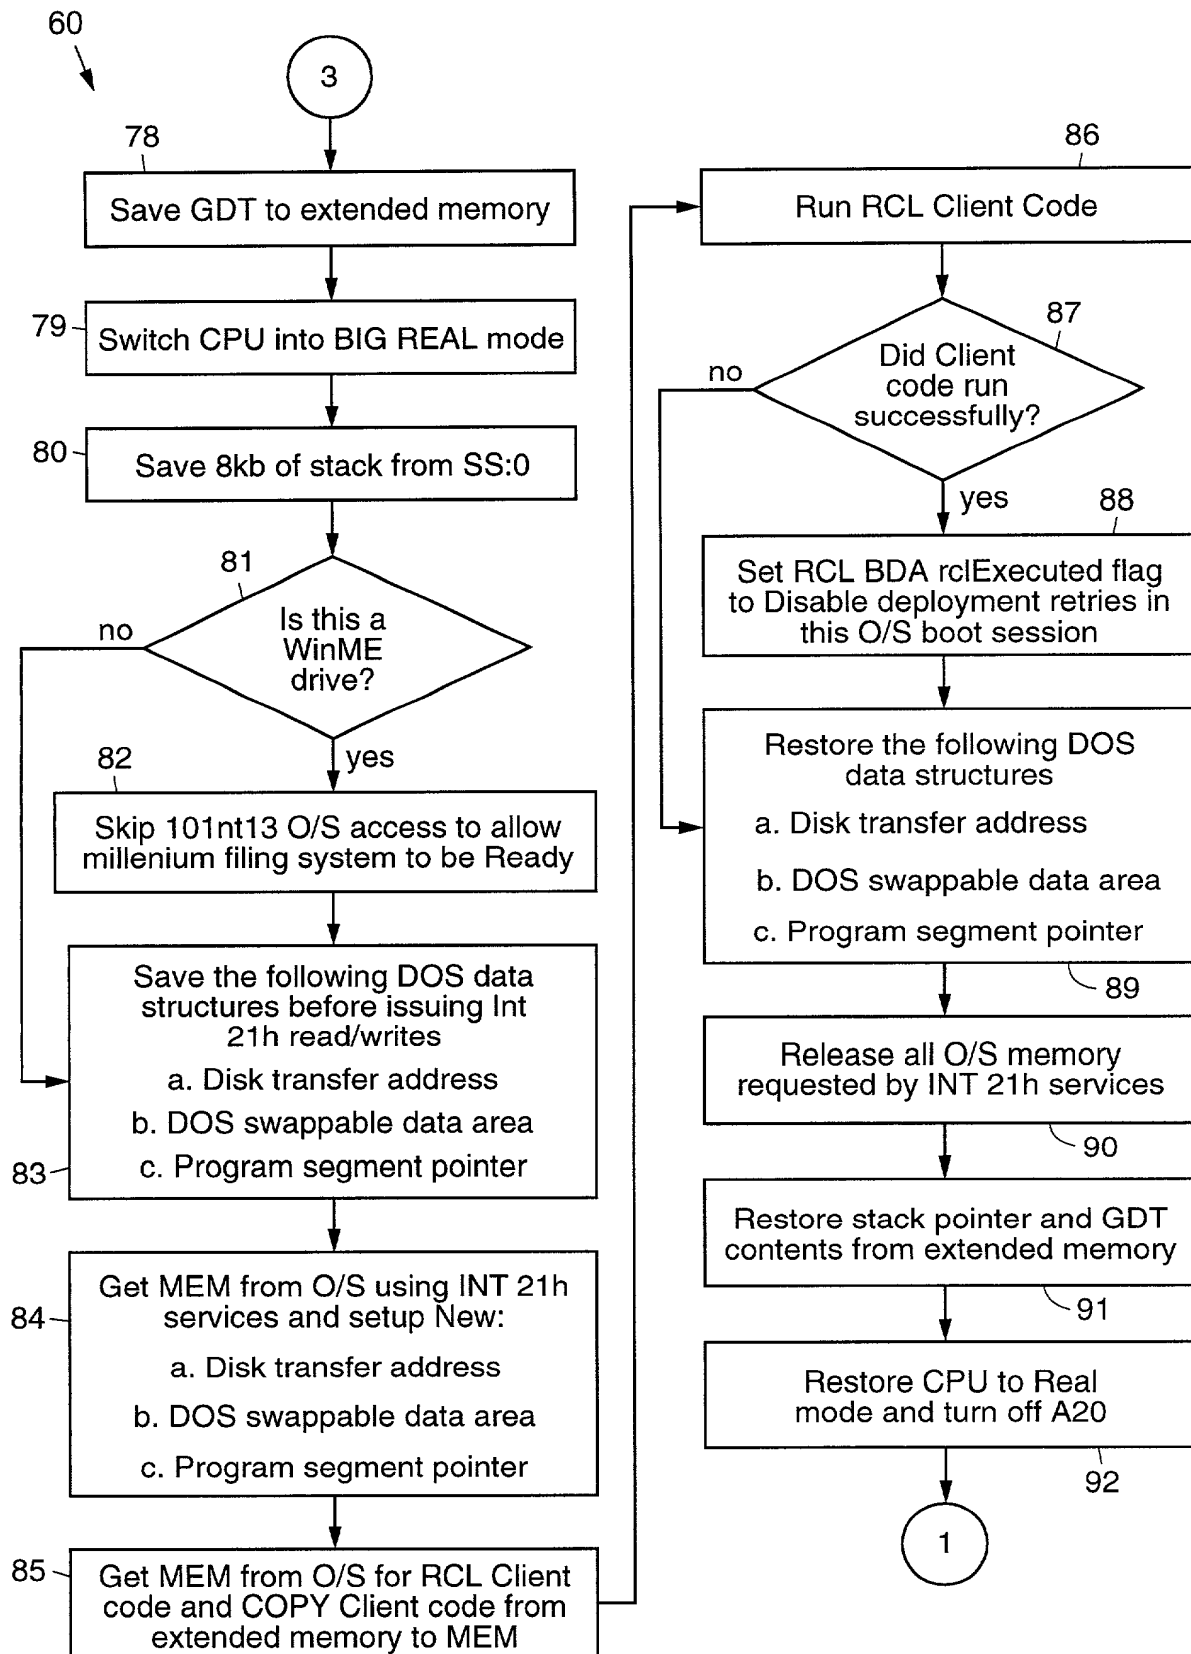 60
3
78
Save GDT to extended memory
79
Switch CPU into BIG REAL mode
80
Save 8kb of stack from SS:0
81
Is this a
WinME
drive?
no
yes
82
Skip 101nt13 O/S access to allow
millenium filing system to be Ready
Save the following DOS data
structures before issuing Int
21h read/writes
a. Disk transfer address
b. DOS swappable data area
c. Program segment pointer
83
Get MEM from O/S using INT 21h
services and setup New:
84
a. Disk transfer address
b. DOS swappable data area
c. Program segment pointer
85
Get MEM from O/S for RCL Client
code and COPY Client code from
extended memory to MEM
86
Run RCL Client Code
87
Did Client
code run
successfully?
no
yes
88
Set RCL BDA rclExecuted flag
to Disable deployment retries in
this O/S boot session
Restore the following DOS
data structures
a. Disk transfer address
b. DOS swappable data area
c. Program segment pointer
89
Release all O/S memory
requested by INT 21h services
90
Restore stack pointer and GDT
contents from extended memory
91
Restore CPU to Real
mode and turn off A20
92
1